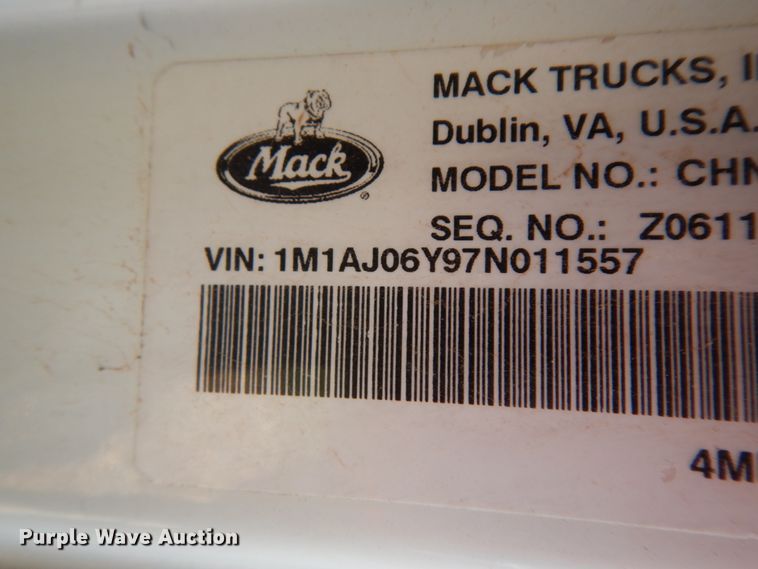 Mack
®
MACK TRUCKS, I
Dublin, VA, U.S.A.
MODEL NO.: CHN
SEQ. NO.: Z0611
VIN: 1M1AJ06Y97N011557
4M
Purple Wave Auction